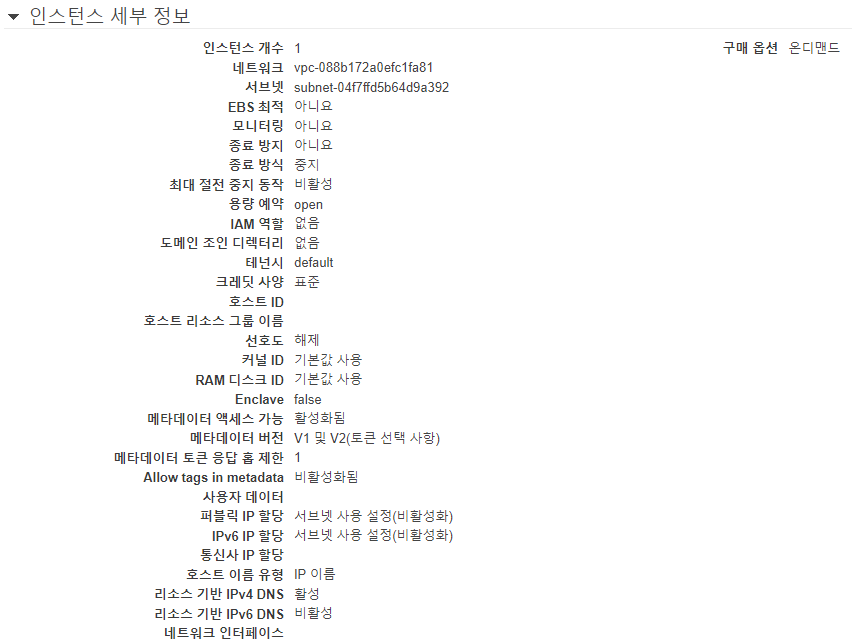 인스턴스 세부 정보
인스턴스 개수 1 구매 옵션 온디맨드
네트워크 vpc-088b172a0efc1fa81
서브넷 subnet-04f7ffd5b64d9a392
EBS 최적 아니요
모니터링 아니요
종료 방지 아니요
종료 방식 중지
최대 절전 중지 동작 비활성
용량 예약 open
IAM 역할 없음
도메인 조인 디렉터리 없음
테넌시 default
크레딧 사양 표준
호스트 ID
호스트 리소스 그룹 이름
선호도 해제
커널 ID 기본값 사용
RAM 디스크 ID 기본값 사용
Enclave false
메타데이터 액세스 가능 활성화됨
메타데이터 버전 V1 및 V2(토큰 선택 사항)
메타데이터 토큰 응답 홉 제한 1
Allow tags in metadata 비활성화됨
사용자 데이터
퍼블릭 IP 할당 서브넷 사용 설정(비활성화)
IPv6 IP 할당 서브넷 사용 설정(비활성화)
통신사 IP 할당
호스트 이름 유형 IP 이름
리소스 기반 IPv4 DNS 활성
리소스 기반 IPv6 DNS 비활성
네트워크 인터페이스